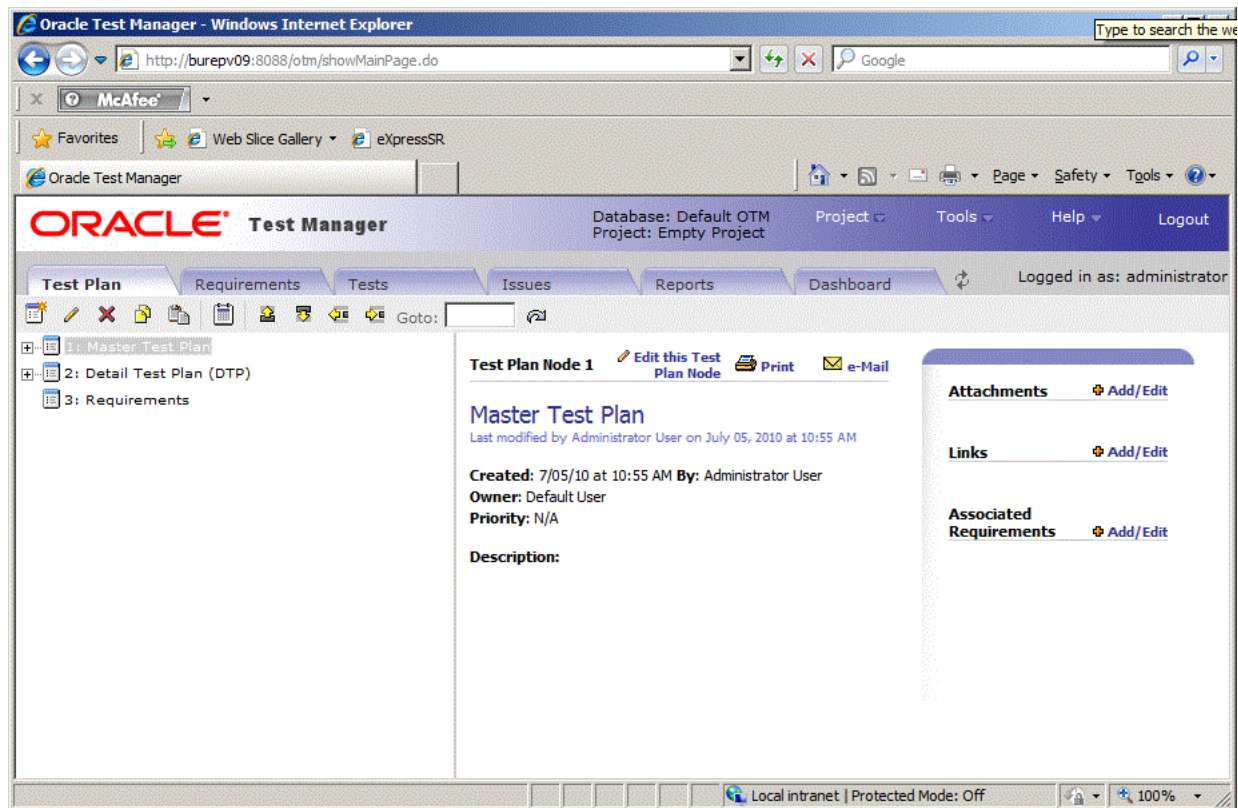 Oracle Test Manager - Windows Internet Explorer
Type to search the we
http://burepv09:8088/otm/showMainPage.do
Google
McAfee
Favorites
Web Slice Gallery
eXpressSR
Oracle Test Manager
Page
Safety
Tools
ORACLE Test Manager
Database: Default OTM
Project: Empty Project
Project
Tools
Help
Logout
Test Plan
Requirements
Tests
Issues
Reports
Dashboard
Logged in as: administrator
Goto:
1: Master Test Plan
2: Detail Test Plan (DTP)
3: Requirements
Test Plan Node 1
Edit this Test
Plan Node
Print
e-Mail
Master Test Plan
Last modified by Administrator User on July 05, 2010 at 10:55 AM
Created: 7/05/10 at 10:55 AM By: Administrator User
Owner: Default User
Priority: N/A
Description:
Attachments
Add/Edit
Links
Add/Edit
Associated
Requirements
Add/Edit
Local intranet | Protected Mode: Off
100%